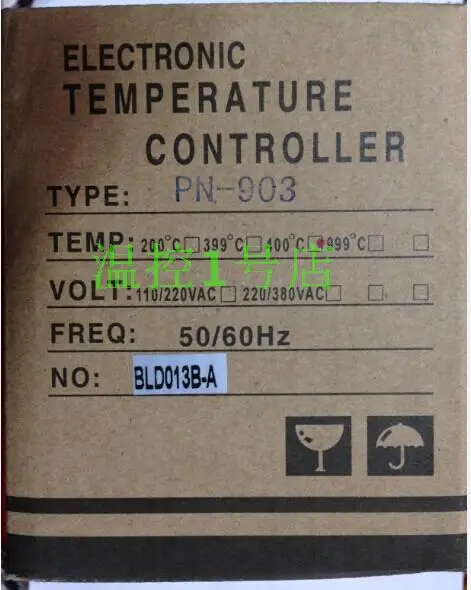 ELECTRONIC
TEMPERATURE
CONTROLLER
TYPE: PN-903
TEMP: 200°C□ 399°C□ 400°C□ 999°C□ □
温控1号店
VOLT: 110/220VAC□ 220/380VAC□ □ □
FREQ: 50/60Hz
NO: BLD013B-A